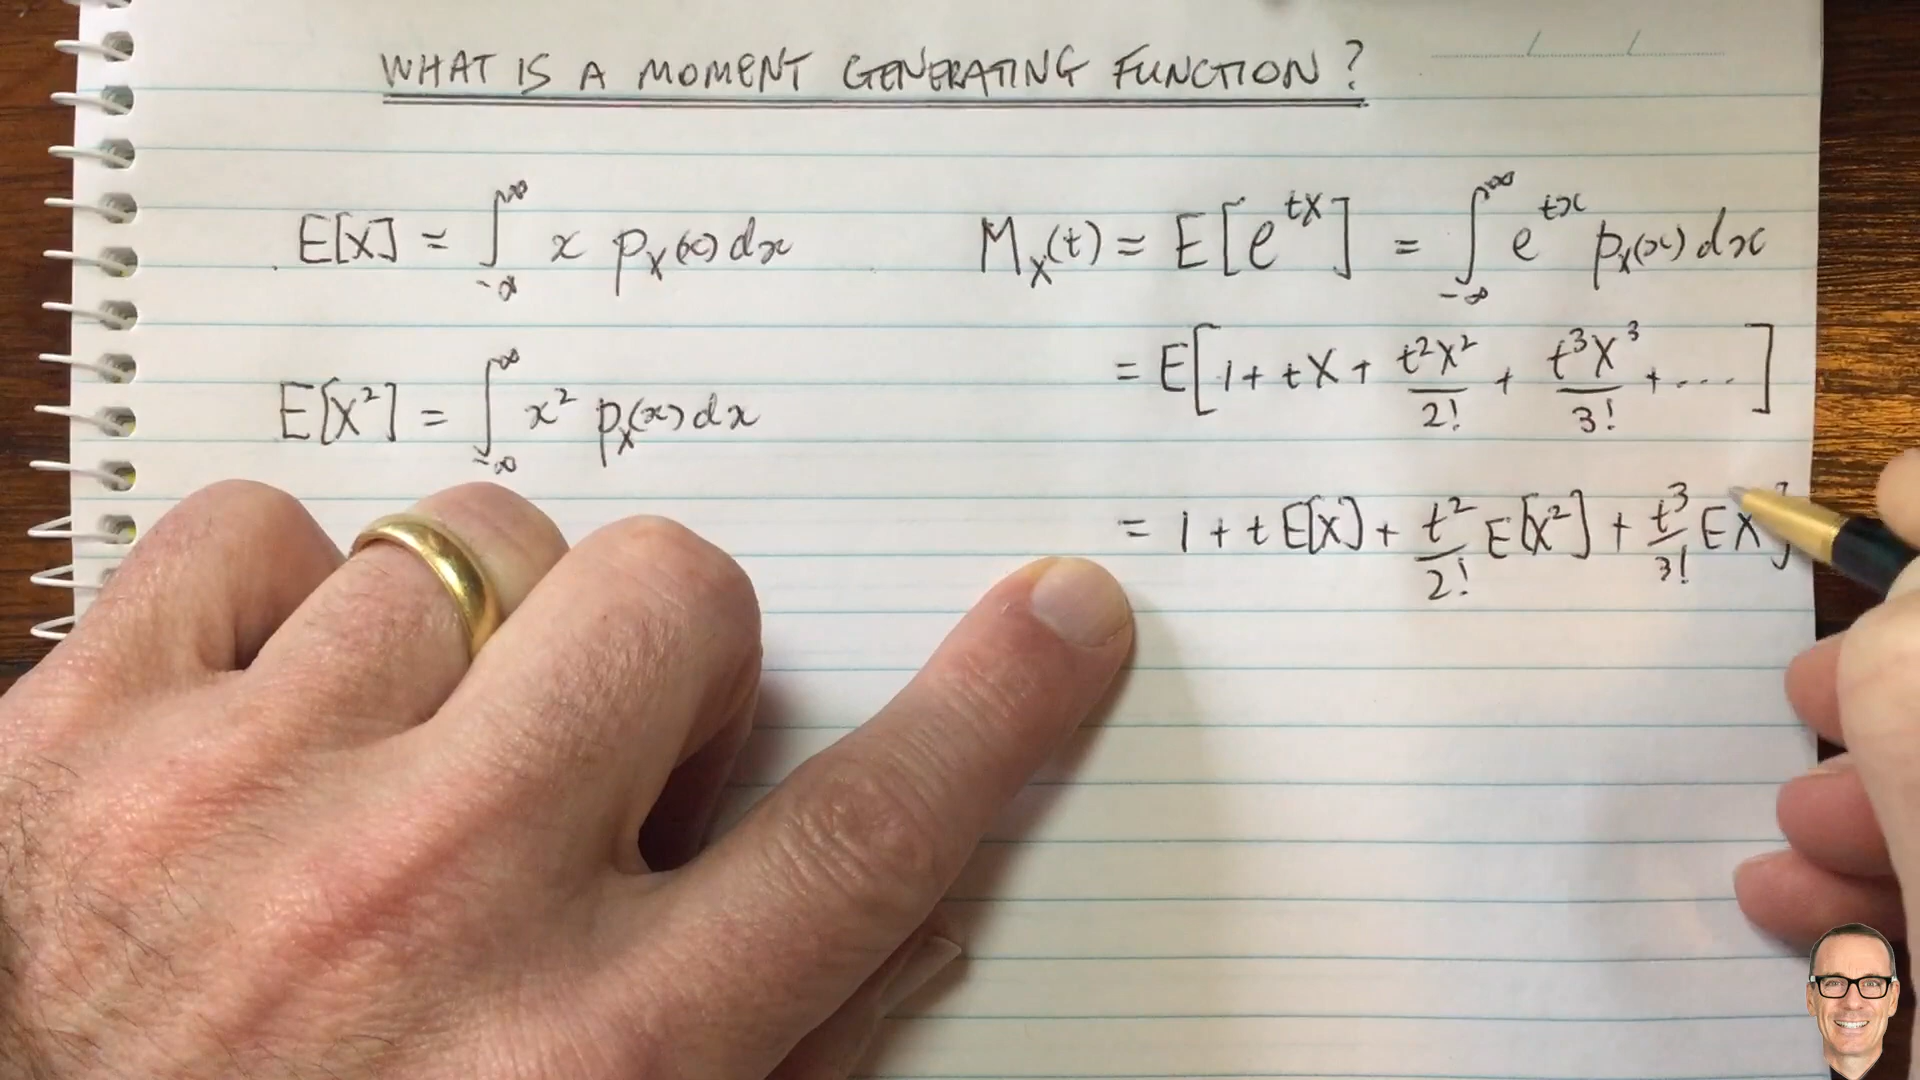 WHAT IS A MOMENT GENERATING FUNCTION?
E[X] = ∫_{-∞}^{∞} x p_X(x) dx
E[X²] = ∫_{-∞}^{∞} x² p_X(x) dx
M_X(t) = E[e^{tX}] = ∫_{-∞}^{∞} e^{tx} p_X(x) dx
= E[1 + tX + t²X²/2! + t³X³/3! + ....]
= 1 + t E[X] + t²/2! E[X²] + t³/3! E X ]